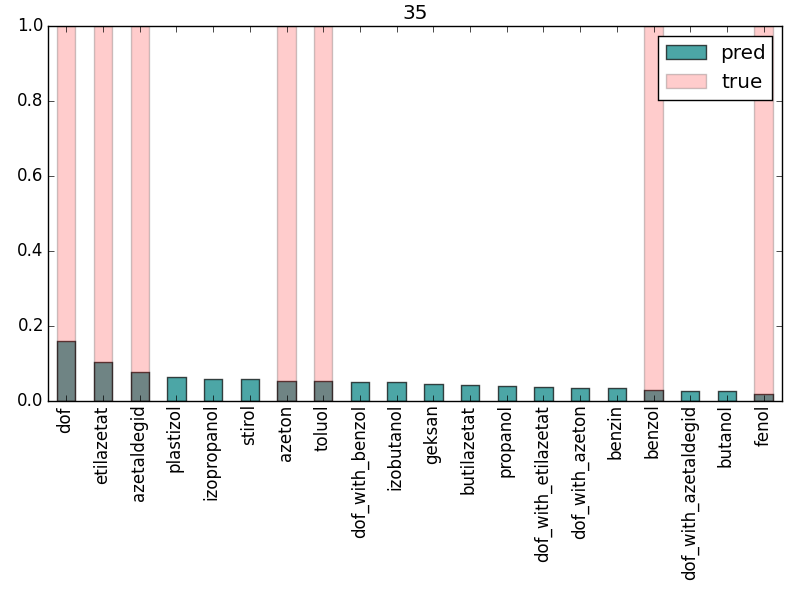 35
1.0
0.8
0.6
0.4
0.2
0.0
pred
true
dof
etilazetat
azetaldegid
plastizol
izopropanol
stirol
azeton
toluol
dof_with_benzol
izobutanol
geksan
butilazetat
propanol
dof_with_etilazetat
dof_with_azeton
benzin
benzol
dof_with_azetaldegid
butanol
fenol